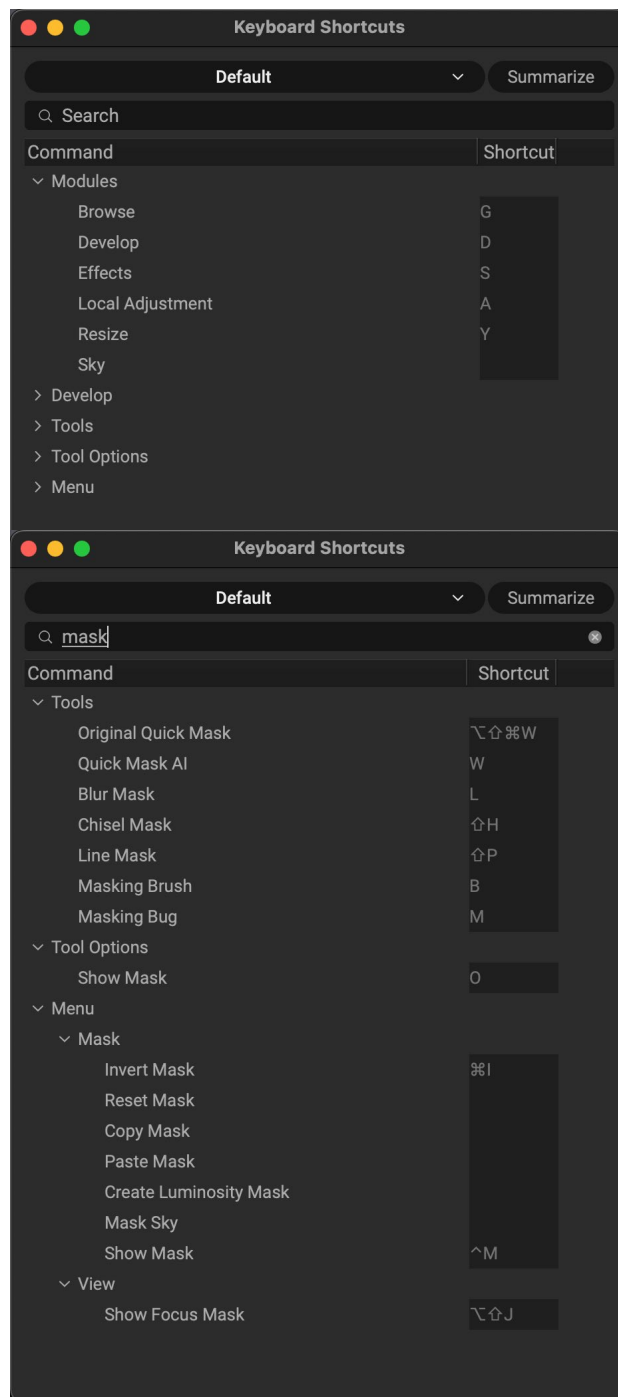 Keyboard Shortcuts
Default Summarize
Search
Command Shortcut
Modules
Browse G
Develop D
Effects S
Local Adjustment A
Resize Y
Sky
Develop
Tools
Tool Options
Menu
Keyboard Shortcuts
Default Summarize
mask
Command Shortcut
Tools
Original Quick Mask ⌥⇧⌘W
Quick Mask AI W
Blur Mask L
Chisel Mask ⇧H
Line Mask ⇧P
Masking Brush B
Masking Bug M
Tool Options
Show Mask O
Menu
Mask
Invert Mask ⌘I
Reset Mask
Copy Mask
Paste Mask
Create Luminosity Mask
Mask Sky
Show Mask ^M
View
Show Focus Mask ⌥⇧J